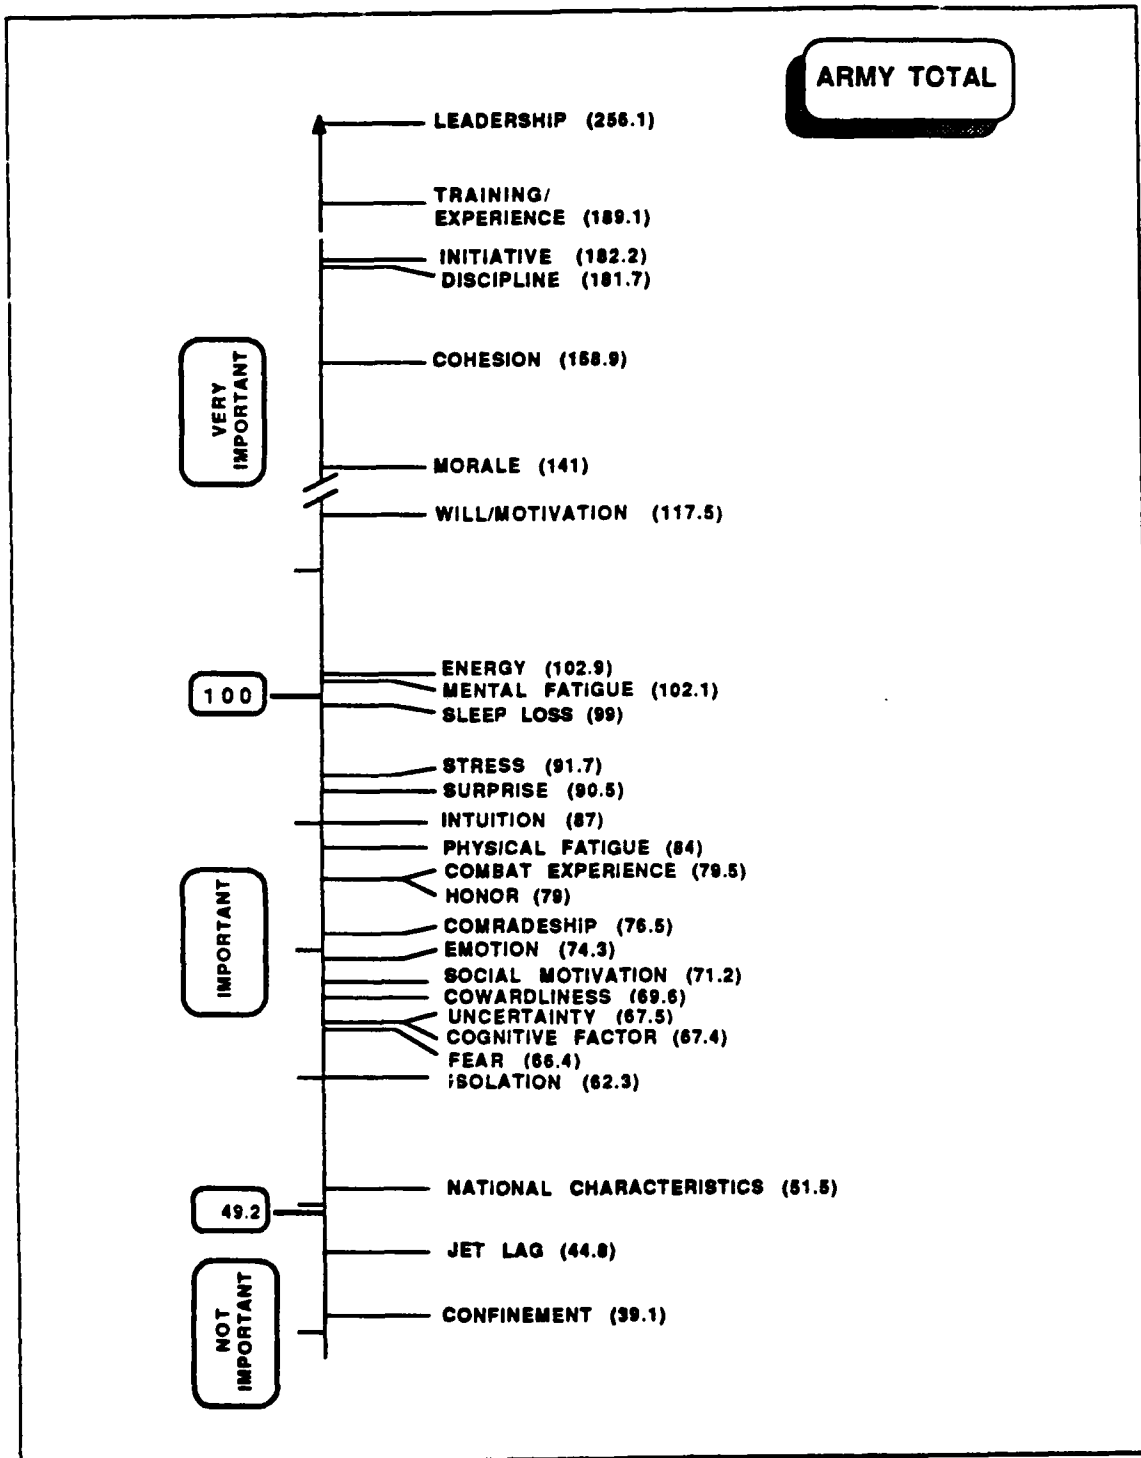 ARMY TOTAL
LEADERSHIP (256.1)
TRAINING/
EXPERIENCE (189.1)
INITIATIVE (182.2)
DISCIPLINE (181.7)
COHESION (158.9)
VERY
IMPORTANT
MORALE (141)
WILL/MOTIVATION (117.5)
ENERGY (102.9)
MENTAL FATIGUE (102.1)
100
SLEEP LOSS (99)
STRESS (91.7)
SURPRISE (90.5)
INTUITION (87)
PHYSICAL FATIGUE (84)
COMBAT EXPERIENCE (79.5)
HONOR (79)
IMPORTANT
COMRADESHIP (76.5)
EMOTION (74.3)
SOCIAL MOTIVATION (71.2)
COWARDLINESS (69.6)
UNCERTAINTY (67.5)
COGNITIVE FACTOR (67.4)
FEAR (66.4)
ISOLATION (62.3)
NATIONAL CHARACTERISTICS (51.5)
49.2
JET LAG (44.8)
CONFINEMENT (39.1)
NOT
IMPORTANT